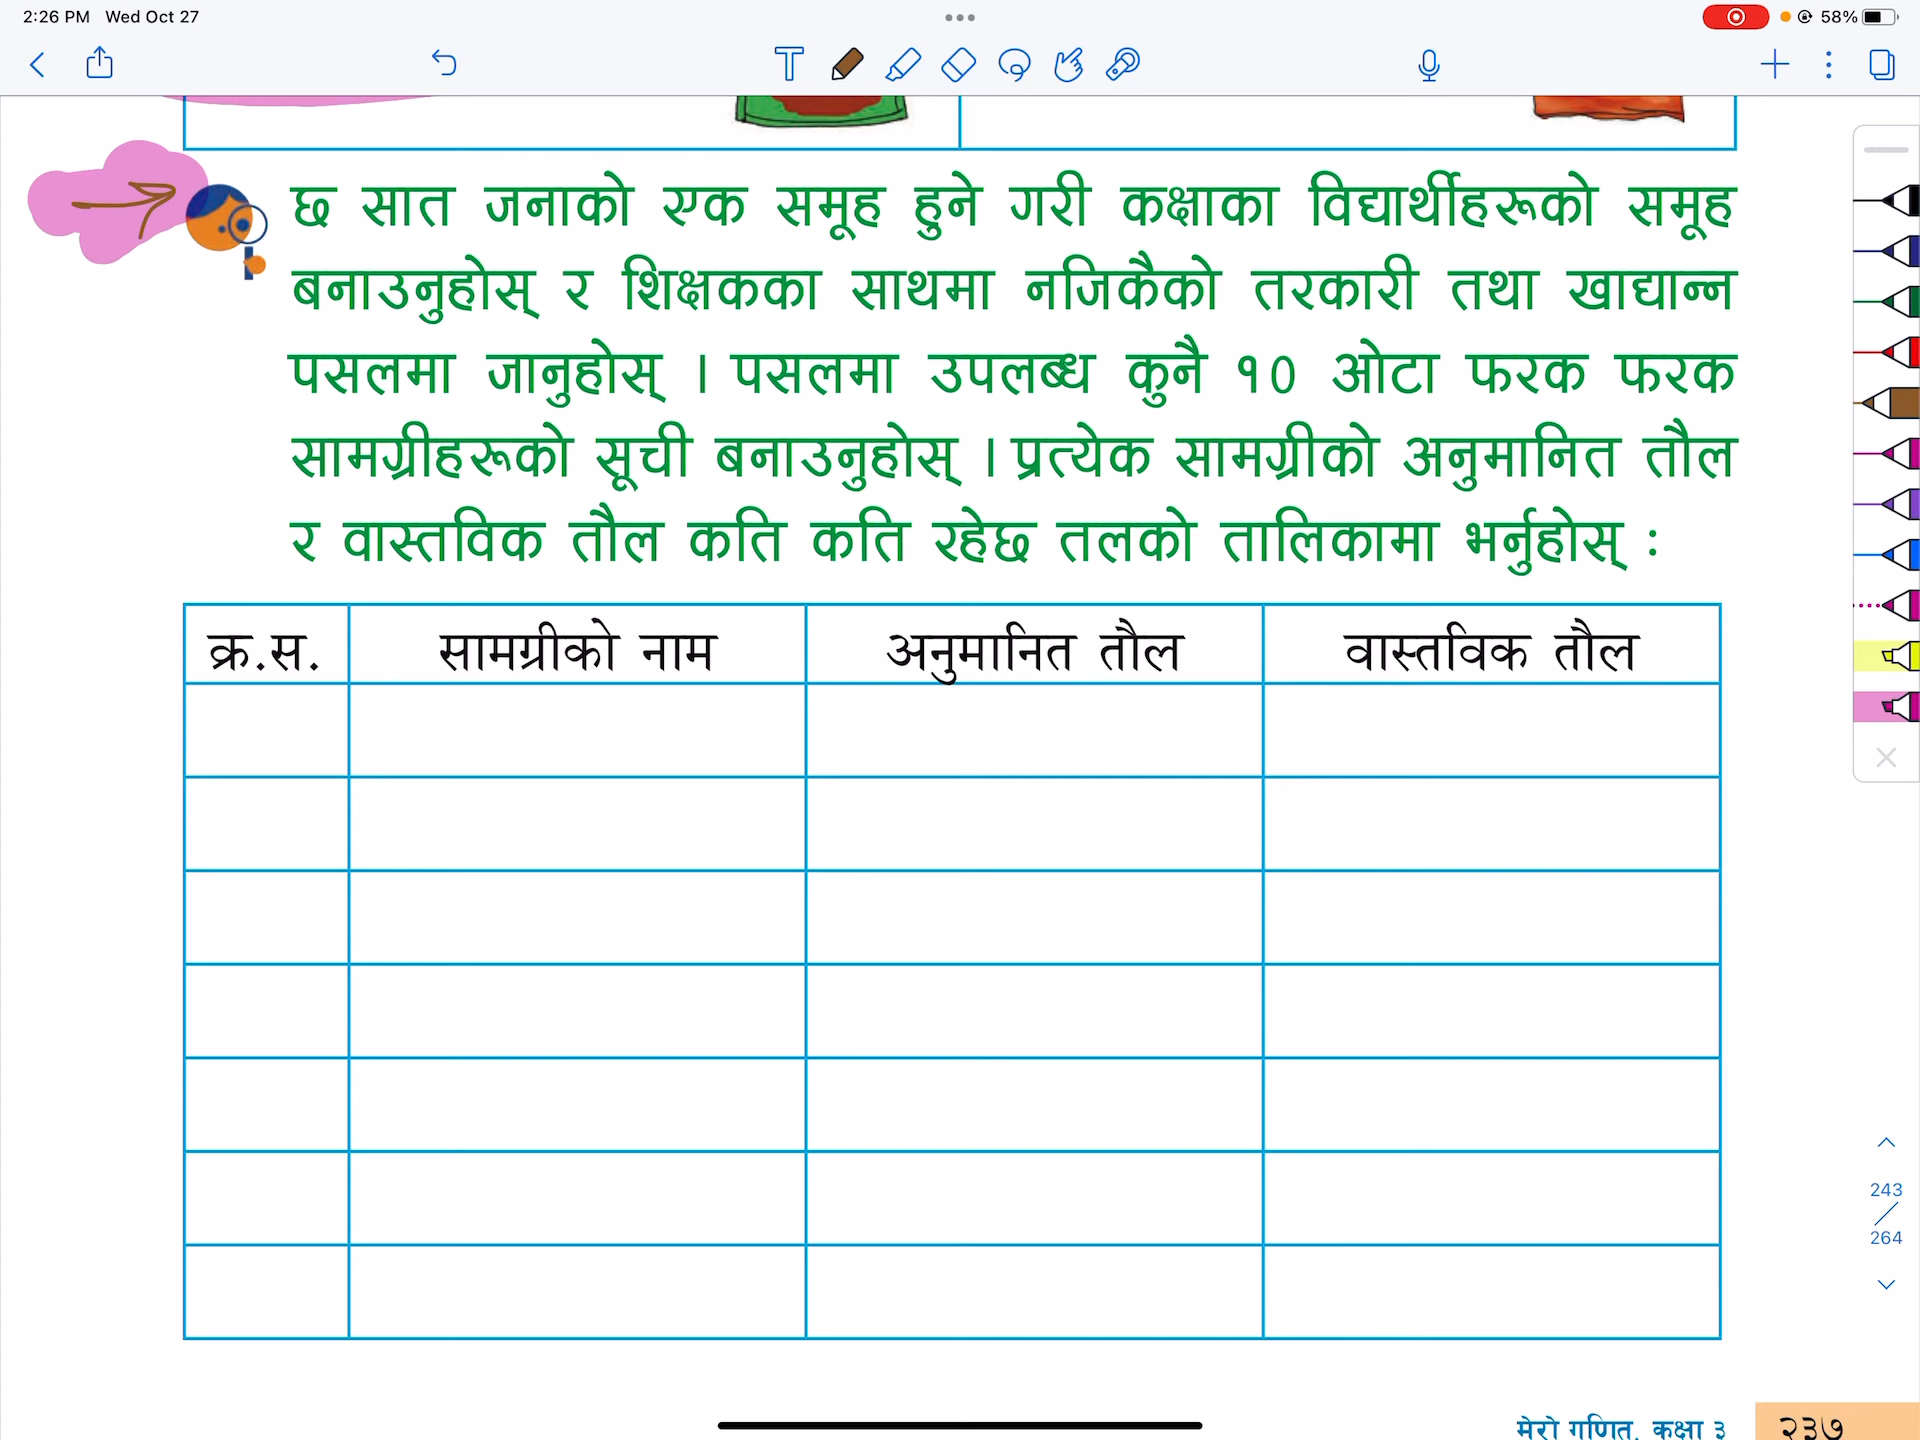 2:26 PM Wed Oct 27
58%
छ सात जनाको एक समूह हुने गरी कक्षाका विद्यार्थीहरूको समूह
बनाउनुहोस् र शिक्षकका साथमा नजिकैको तरकारी तथा खाद्यान्न
पसलमा जानुहोस् । पसलमा उपलब्ध कुनै १० ओटा फरक फरक
सामग्रीहरूको सूची बनाउनुहोस् । प्रत्येक सामग्रीको अनुमानित तौल
र वास्तविक तौल कति कति रहेछ तलको तालिकामा भर्नुहोस् :
क्र.स. सामग्रीको नाम अनुमानित तौल वास्तविक तौल
243
264
मेरो गणित, कक्षा ३ २३७